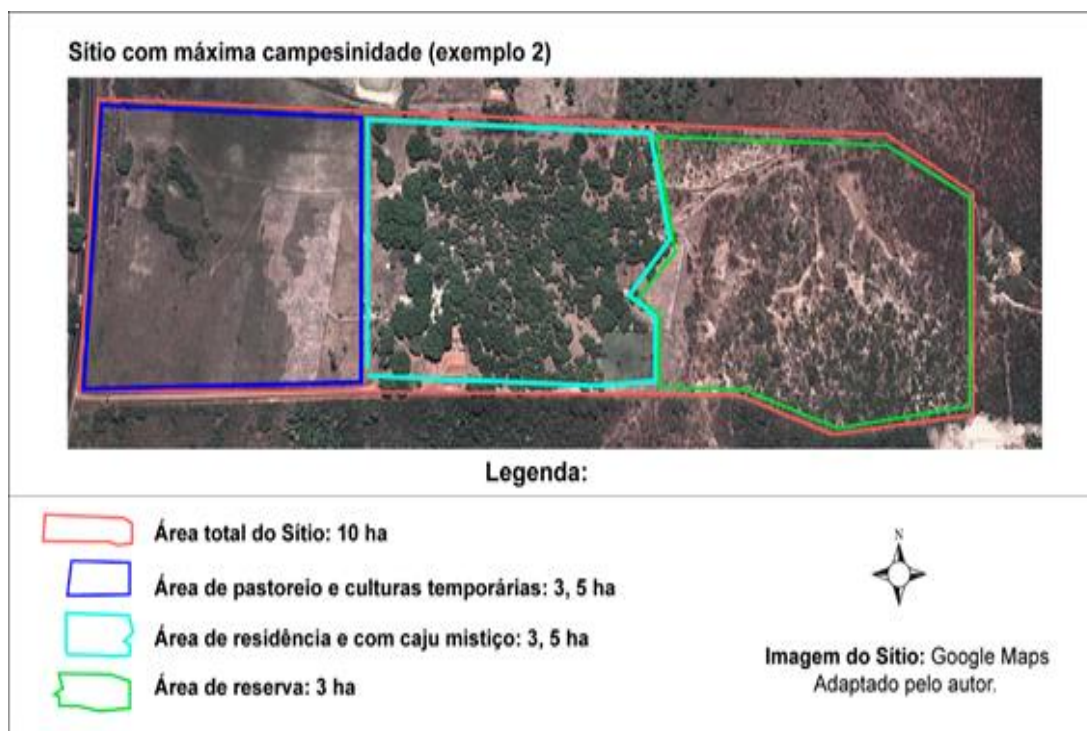 Sítio com máxima campesinidade (exemplo 2)
Legenda:
Área total do Sítio: 10 ha
Área de pastoreio e culturas temporárias: 3, 5 ha
Área de residência e com caju mistiço: 3, 5 ha
Área de reserva: 3 ha
N
Imagem do Sítio: Google Maps
Adaptado pelo autor.